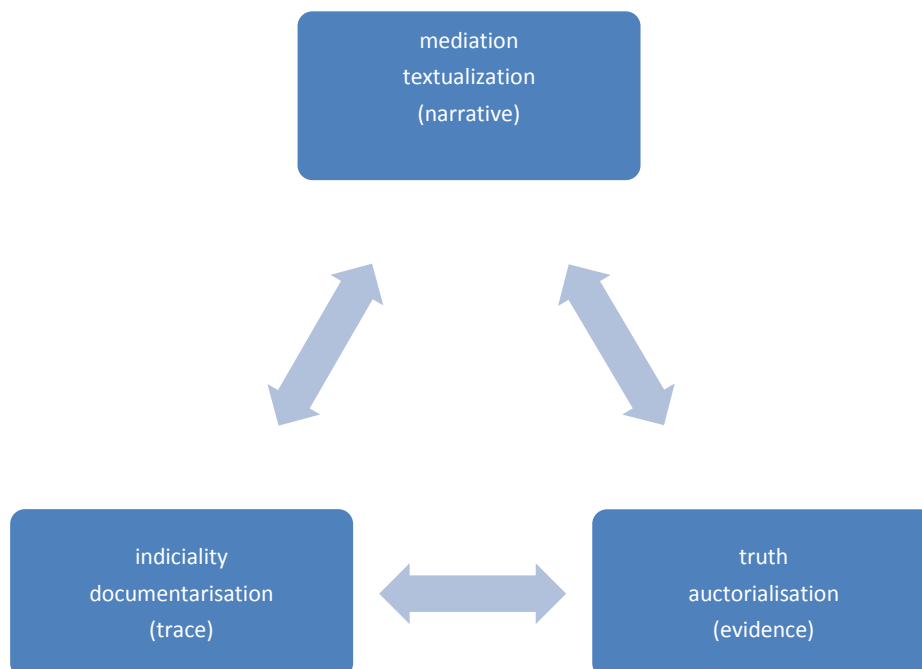 mediation
textualization
(narrative)
indiciality
documentarisation
(trace)
truth
auctorialisation
(evidence)